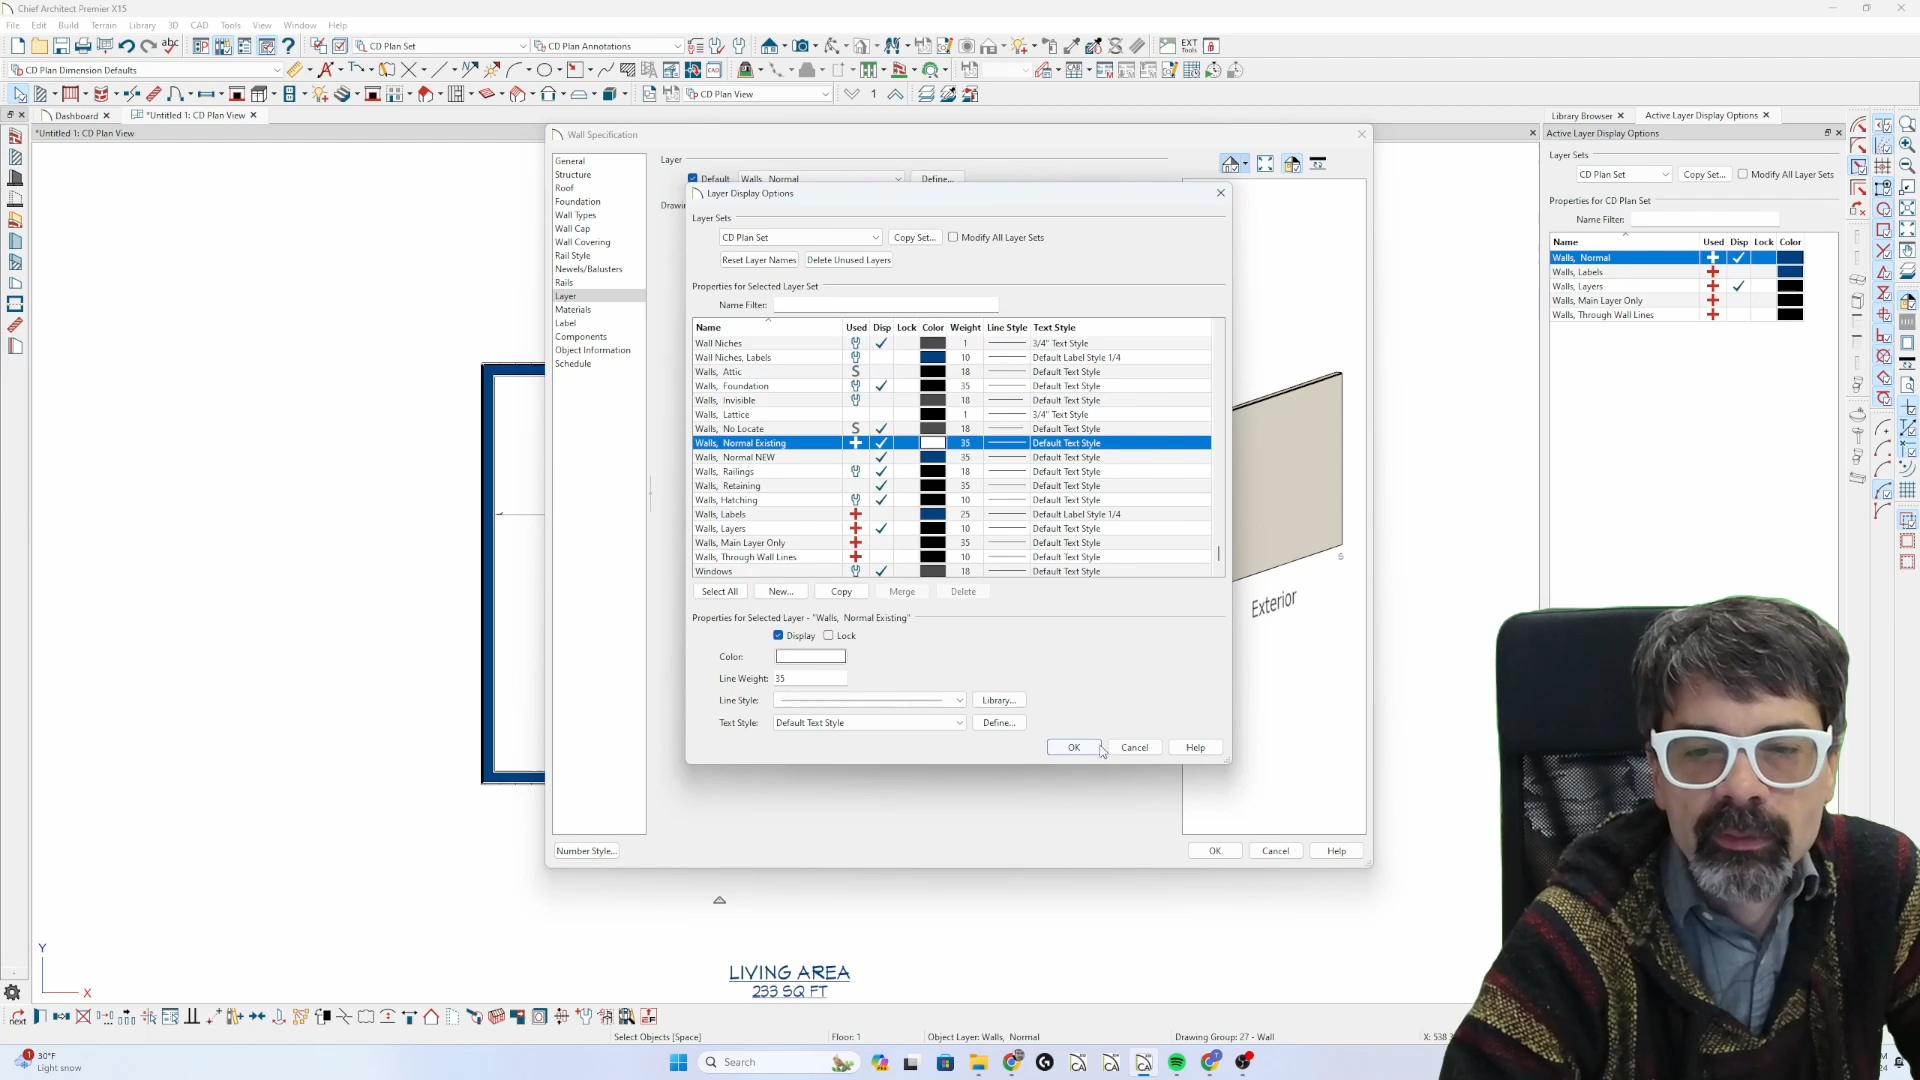 Chief Architect Premier X15
File Edit Build Terrain Library 3D CAD Tools View Window Help
CD Plan Set CD Plan Annotations EXT Tools
CD Plan Dimension Defaults
CD Plan View 1
Dashboard *Untitled 1: CD Plan View Library Browser Active Layer Display Options
*Untitled 1: CD Plan View
Wall Specification
General
Structure
Roof
Foundation
Wall Types
Wall Cap
Wall Covering
Rail Style
Newels/Balusters
Rails
Layer
Materials
Label
Components
Object Information
Schedule
Number Style...
Layer
Default Walls, Normal Define...
Layer Display Options
Layer Sets
CD Plan Set Copy Set... Modify All Layer Sets
Reset Layer Names Delete Unused Layers
Properties for Selected Layer Set
Name Filter:
Name Used Disp Lock Color Weight Line Style Text Style
Wall Niches 1 3/4" Text Style
Wall Niches, Labels 10 Default Label Style 1/4
Walls, Attic S 18 Default Text Style
Walls, Foundation 35 Default Text Style
Walls, Invisible 18 Default Text Style
Walls, Lattice 1 3/4" Text Style
Walls, No Locate S 18 Default Text Style
Walls, Normal Existing 35 Default Text Style
Walls, Normal NEW 35 Default Text Style
Walls, Railings 18 Default Text Style
Walls, Retaining 35 Default Text Style
Walls, Hatching 10 Default Text Style
Walls, Labels 25 Default Label Style 1/4
Walls, Layers 10 Default Text Style
Walls, Main Layer Only 35 Default Text Style
Walls, Through Wall Lines 10 Default Text Style
Windows 18 Default Text Style
Select All New... Copy Merge Delete
Properties for Selected Layer - "Walls, Normal Existing"
Display Lock
Color:
Line Weight: 35
Line Style: Library...
Text Style: Default Text Style Define...
OK Cancel Help
Exterior
OK Cancel Help
Active Layer Display Options
Layer Sets
CD Plan Set Copy Set... Modify All Layer Sets
Properties for CD Plan Set
Name Filter:
Name Used Disp Lock Color
Walls, Normal
Walls, Labels
Walls, Layers
Walls, Main Layer Only
Walls, Through Wall Lines
Y
X
LIVING AREA
233 SQ FT
next
Select Objects [Space] Floor: 1 Object Layer: Walls, Normal Drawing Group: 27 - Wall X: 538
1 30°F
Light snow
Search